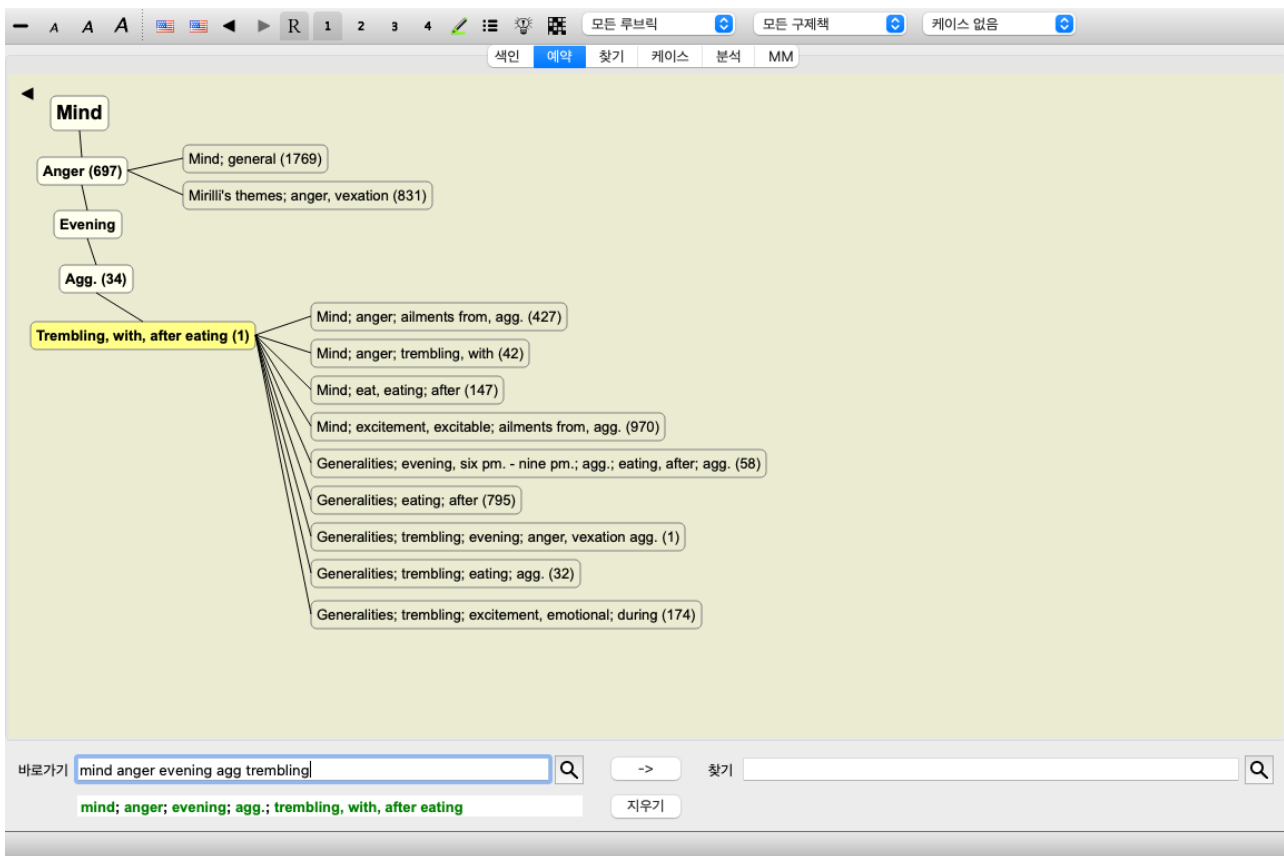 A A A R 1 2 3 4 모든 루브릭 모든 구제책 케이스 없음
색인 예약 찾기 케이스 분석 MM
Mind
Anger (697)
Mind; general (1769)
Mirilli's themes; anger, vexation (831)
Evening
Agg. (34)
Trembling, with, after eating (1)
Mind; anger; ailments from, agg. (427)
Mind; anger; trembling, with (42)
Mind; eat, eating; after (147)
Mind; excitement, excitable; ailments from, agg. (970)
Generalities; evening, six pm. - nine pm.; agg.; eating, after; agg. (58)
Generalities; eating; after (795)
Generalities; trembling; evening; anger, vexation agg. (1)
Generalities; trembling; eating; agg. (32)
Generalities; trembling; excitement, emotional; during (174)
바로가기 mind anger evening agg trembling -> 찾기
mind; anger; evening; agg.; trembling, with, after eating 지우기